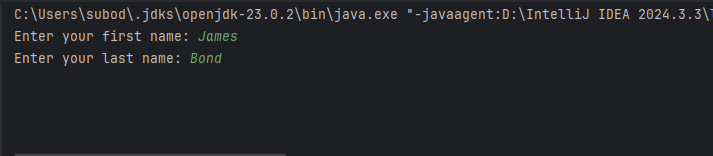 C:\Users\subod\.jdks\openjdk-23.0.2\bin\java.exe "-javaagent:D:\IntelliJ IDEA 2024.3.3\
Enter your first name: James
Enter your last name: Bond